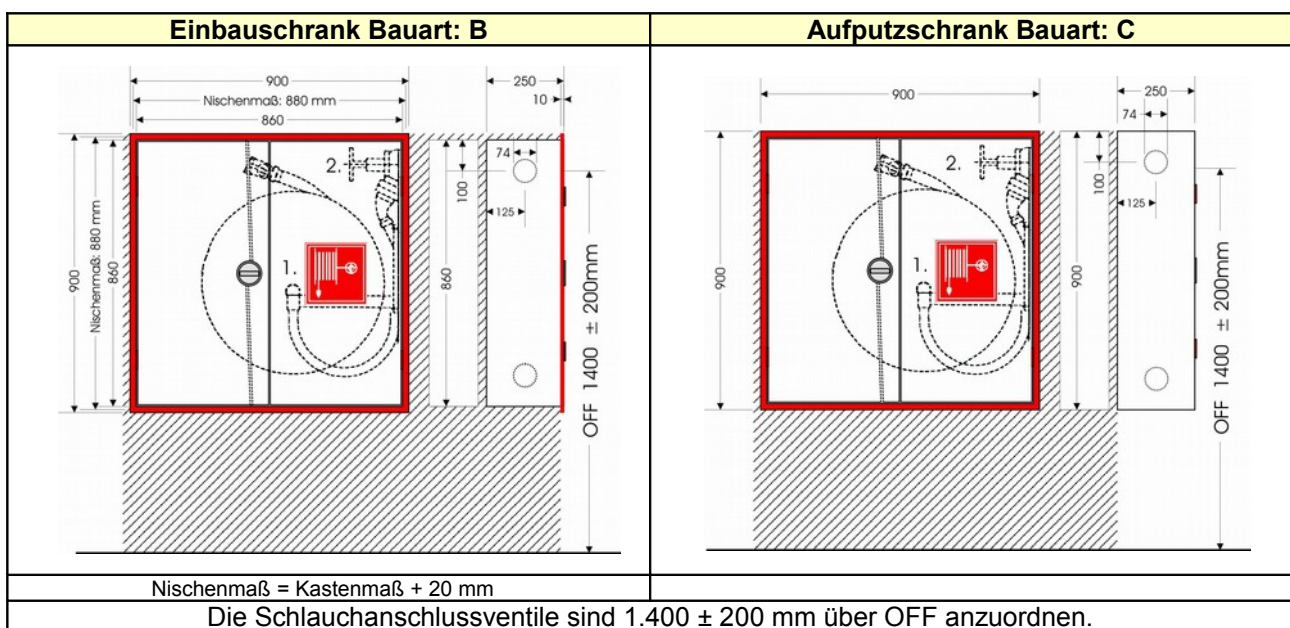 Einbauschrank Bauart: B
Aufputzschrank Bauart: C
900
Nischenmaß: 880 mm
860
250
10
900
Nischenmaß: 880 mm
860
2.
1.
74
100
125
860
OFF 1400 ± 200mm
900
250
74
900
2.
1.
100
125
900
OFF 1400 ± 200mm
Nischenmaß = Kastenmaß + 20 mm
Die Schlauchanschlussventile sind 1.400 ± 200 mm über OFF anzuordnen.